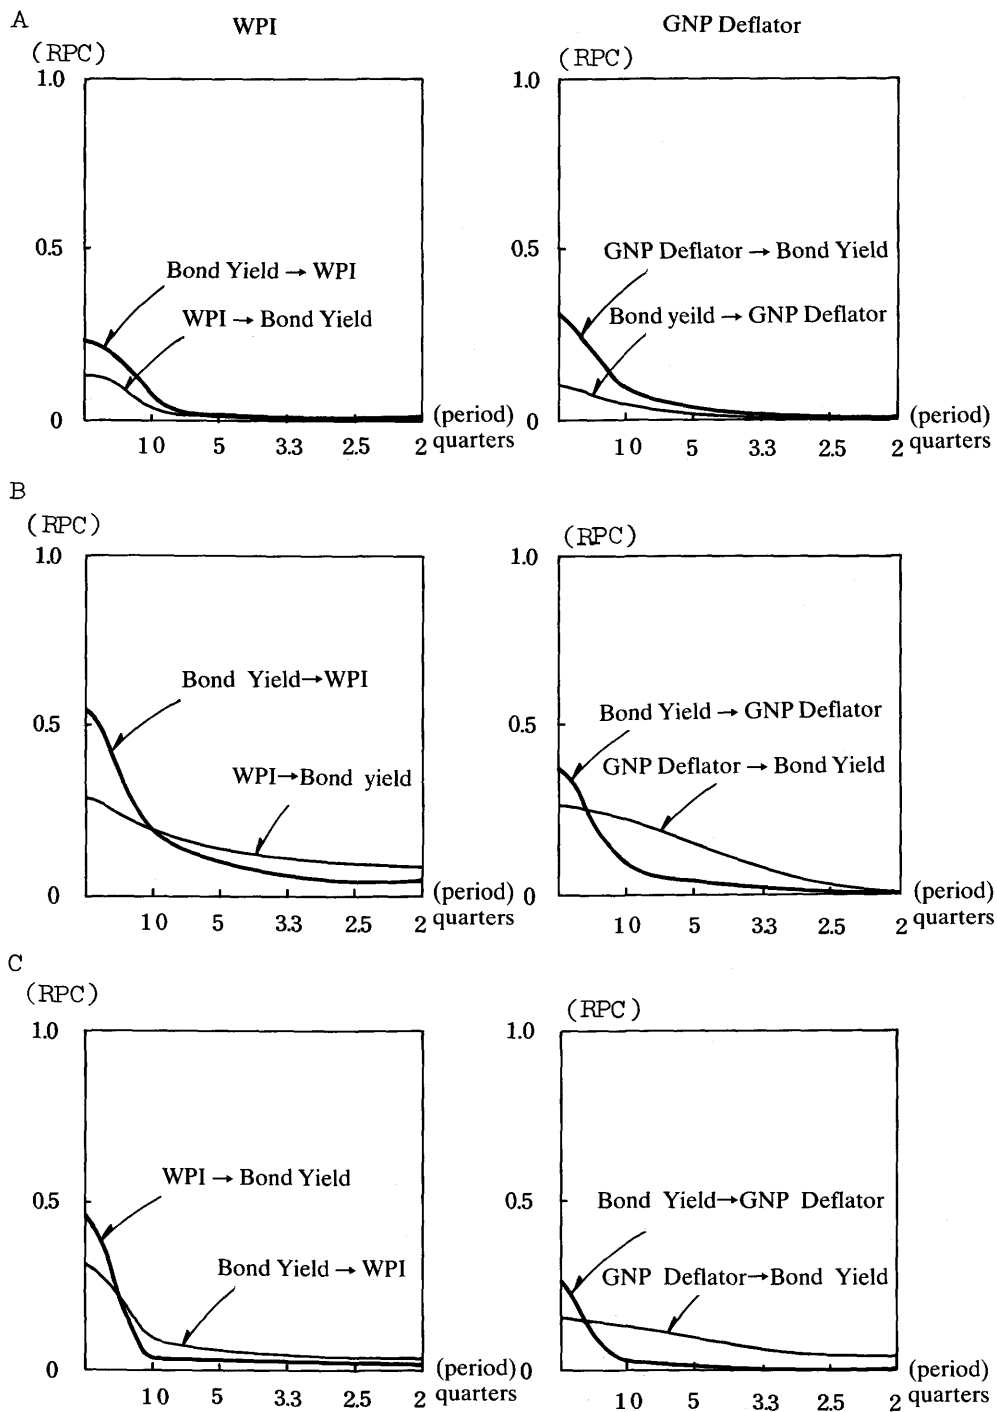 A
WPI
GNP Deflator
(RPC)
(RPC)
1.0
1.0
0.5
0.5
Bond Yield → WPI
WPI → Bond Yield
GNP Deflator → Bond Yield
Bond yeild → GNP Deflator
0
0
(period)
(period)
10 5 3.3 2.5 2 quarters
10 5 3.3 2.5 2 quarters
B
(RPC)
(RPC)
1.0
1.0
0.5
0.5
Bond Yield→WPI
WPI→Bond yield
Bond Yield → GNP Deflator
GNP Deflator → Bond Yield
0
0
(period)
(period)
10 5 3.3 2.5 2 quarters
10 5 3.3 2.5 2 quarters
C
(RPC)
(RPC)
1.0
1.0
0.5
0.5
WPI → Bond Yield
Bond Yield → WPI
Bond Yield→GNP Deflator
GNP Deflator→Bond Yield
0
0
(period)
(period)
10 5 3.3 2.5 2 quarters
10 5 3.3 2.5 2 quarters